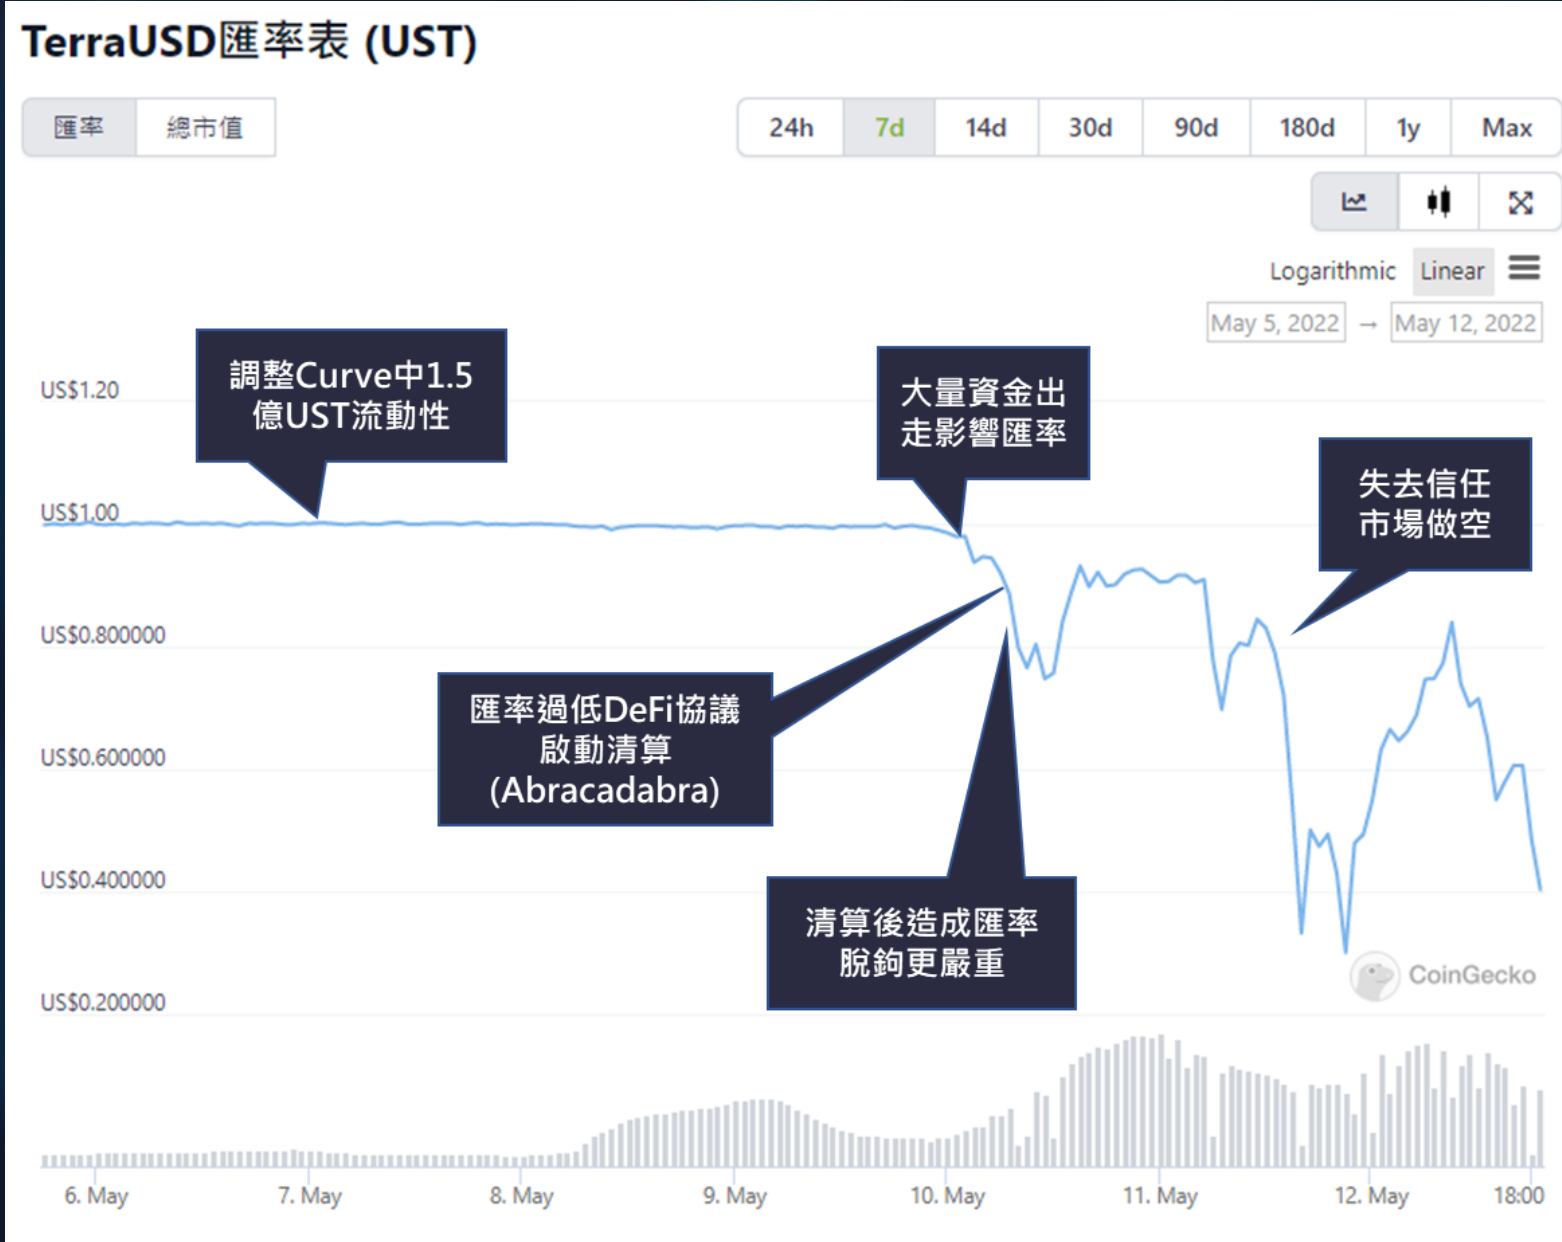 TerraUSD匯率表 (UST)
匯率 總市值
24h 7d 14d 30d 90d 180d 1y Max
Logarithmic Linear
May 5, 2022 → May 12, 2022
調整Curve中1.5
億UST流動性
大量資金出
走影響匯率
失去信任
市場做空
匯率過低DeFi協議
啟動清算
(Abracadabra)
清算後造成匯率
脫鉤更嚴重
US$1.20
US$1.00
US$0.800000
US$0.600000
US$0.400000
US$0.200000
CoinGecko
6. May 7. May 8. May 9. May 10. May 11. May 12. May 18:00